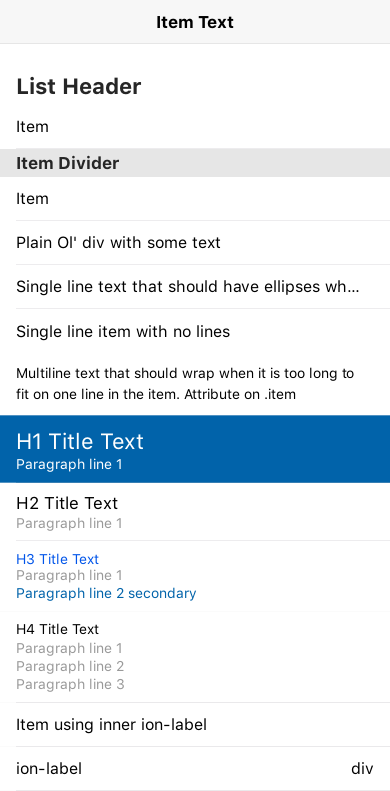 Item Text
List Header
Item
Item Divider
Item
Plain Ol' div with some text
Single line text that should have ellipses wh...
Single line item with no lines
Multiline text that should wrap when it is too long to
fit on one line in the item. Attribute on .item
H1 Title Text
Paragraph line 1
H2 Title Text
Paragraph line 1
H3 Title Text
Paragraph line 1
Paragraph line 2 secondary
H4 Title Text
Paragraph line 1
Paragraph line 2
Paragraph line 3
Item using inner ion-label
ion-label div